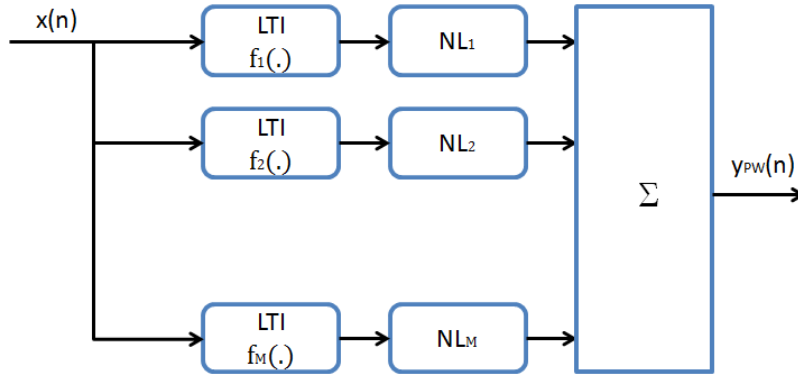 x(n)
LTI
f₁(.)
NL₁
LTI
f₂(.)
NL₂
Σ
yPW(n)
LTI
fM(.)
NLM